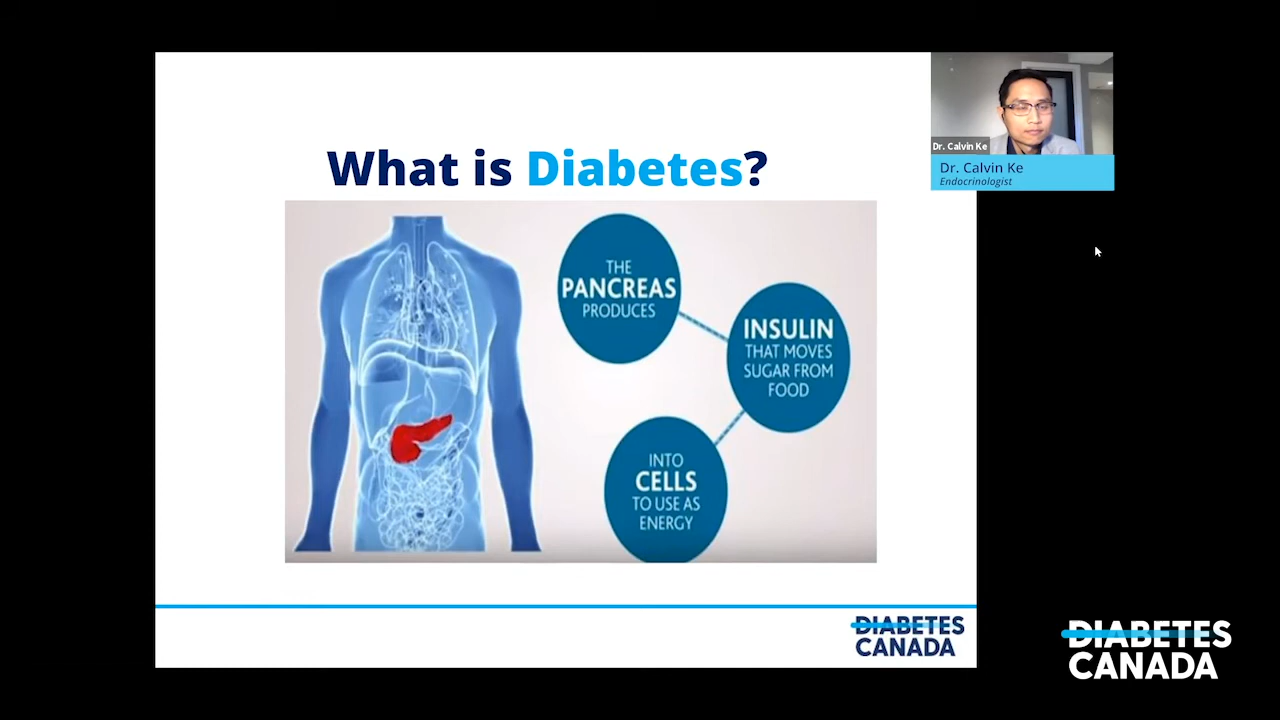 What is Diabetes?
THE
PANCREAS
PRODUCES
INSULIN
THAT MOVES
SUGAR FROM
FOOD
INTO
CELLS
TO USE AS
ENERGY
DIABETES
CANADA
Dr. Calvin Ke
Dr. Calvin Ke
Endocrinologist
DIABETES
CANADA